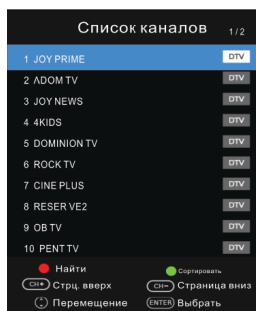 Список каналов 1/2
1 JOY PRIME DTV
2 ADOM TV DTV
3 JOY NEWS DTV
4 4KIDS DTV
5 DOMINION TV DTV
6 ROCK TV DTV
7 CINE PLUS DTV
8 RESER VE2 DTV
9 OB TV DTV
10 PENT TV DTV
Найти Сортировать
CH+ Стрц. вверх CH- Страница вниз
Перемещение ENTER Выбрать